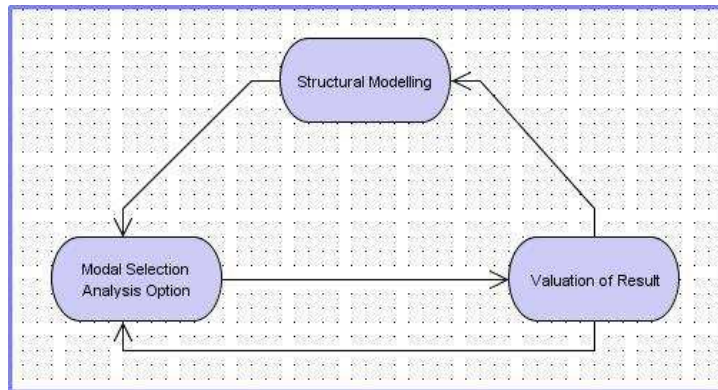 Structural Modelling
Modal Selection
Analysis Option
Valuation of Result